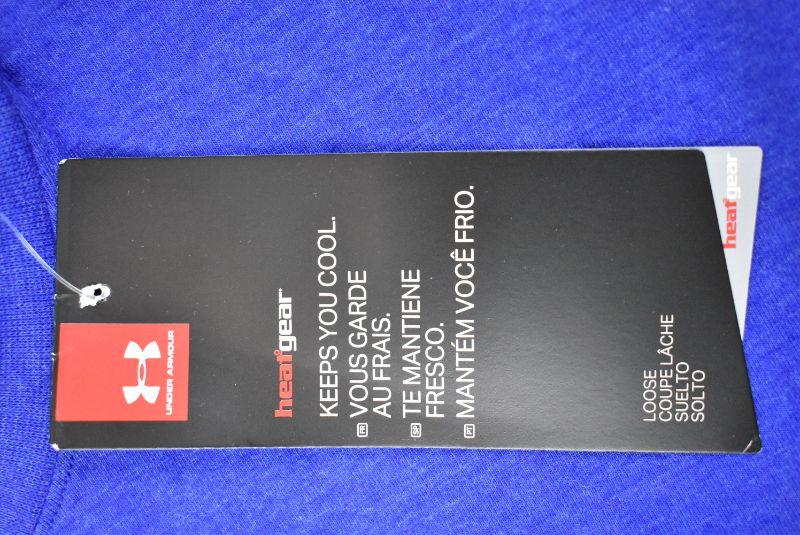 UNDER ARMOUR
heatgear
KEEPS YOU COOL.
FR VOUS GARDE
AU FRAIS.
SP TE MANTIENE
FRESCO.
PT MANTÉM VOCÊ FRIO.
LOOSE
COUPE LÂCHE
SUELTO
SOLTO
heatgear